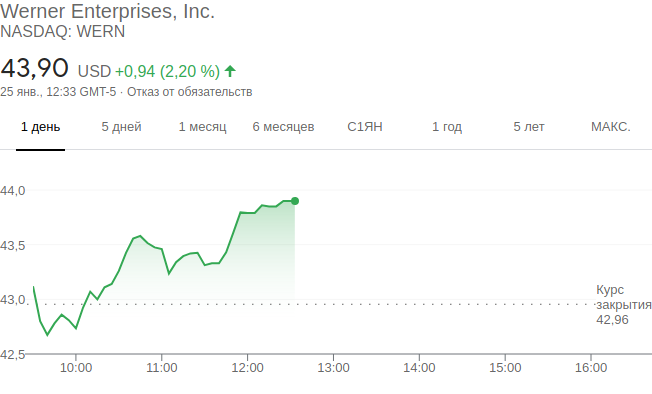 Werner Enterprises, Inc.
NASDAQ: WERN
43,90 USD +0,94 (2,20 %)
25 янв., 12:33 GMT-5 · Отказ от обязательств
1 день 5 дней 1 месяц 6 месяцев С1ЯН 1 год 5 лет МАКС.
44,0
43,5
43,0
Курс
закрытия
42,96
42,5
10:00 11:00 12:00 13:00 14:00 15:00 16:00